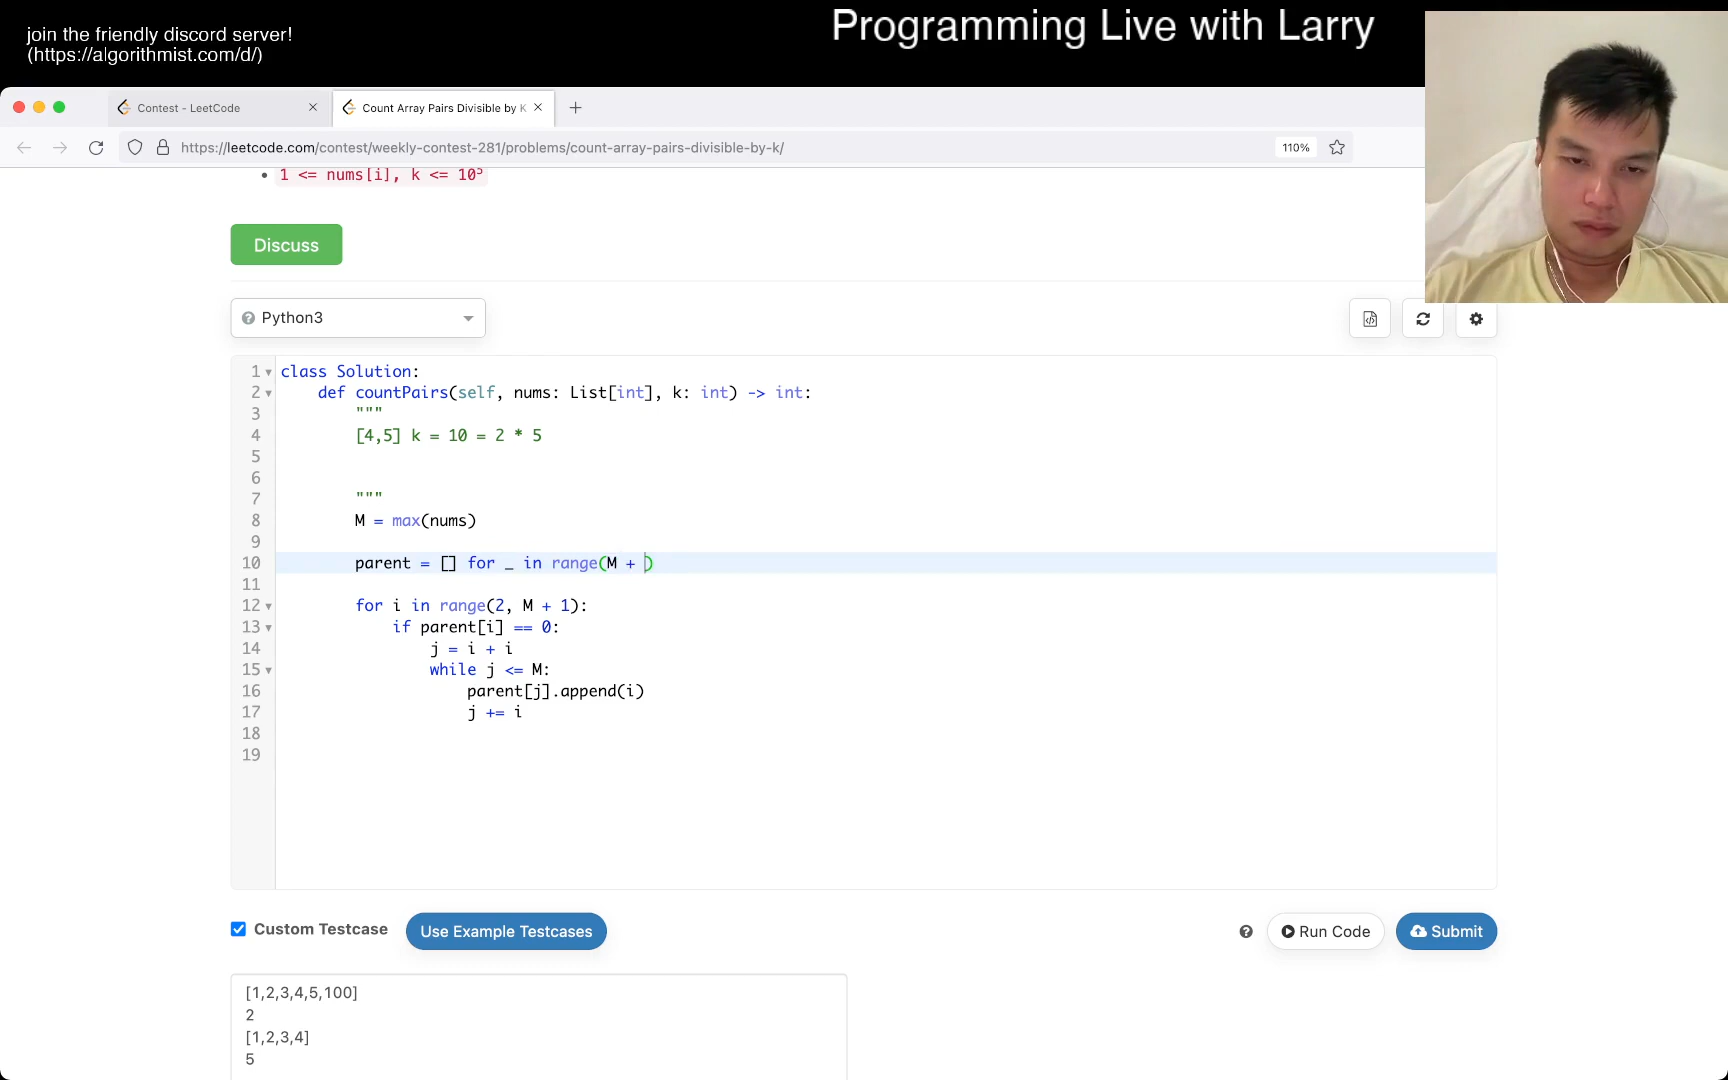 join the friendly discord server!
(https://algorithmist.com/d/)
Programming Live with Larry
Contest - LeetCode
Count Array Pairs Divisible by K
https://leetcode.com/contest/weekly-contest-281/problems/count-array-pairs-divisible-by-k/
110%
1 <= nums[i], k <= 10⁵
Discuss
Python3
1 class Solution:
2 def countPairs(self, nums: List[int], k: int) -> int:
3 """
4 [4,5] k = 10 = 2 * 5
5
6
7 """
8 M = max(nums)
9
10 parent = [] for _ in range(M + )
11
12 for i in range(2, M + 1):
13 if parent[i] == 0:
14 j = i + i
15 while j <= M:
16 parent[j].append(i)
17 j += i
18
19
Custom Testcase
Use Example Testcases
Run Code
Submit
[1,2,3,4,5,100]
2
[1,2,3,4]
5